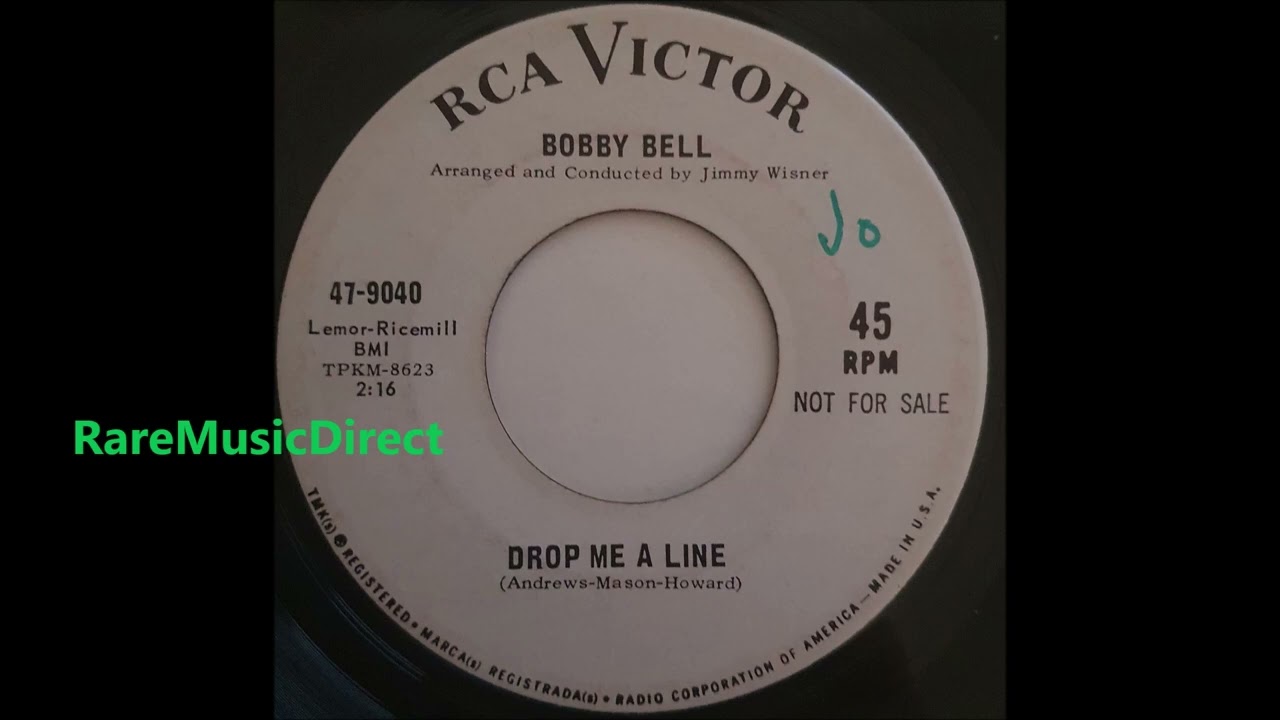 RCA VICTOR
BOBBY BELL
Arranged and Conducted by Jimmy Wisner
Jo
47-9040
Lemor-Ricemill
BMI
TPKM-8623
2:16
45
RPM
NOT FOR SALE
RareMusicDirect
DROP ME A LINE
(Andrews-Mason-Howard)
TMK(s) ® REGISTERED • MARCA(s) REGISTRADA(s) • RADIO CORPORATION OF AMERICA — MADE IN U.S.A.